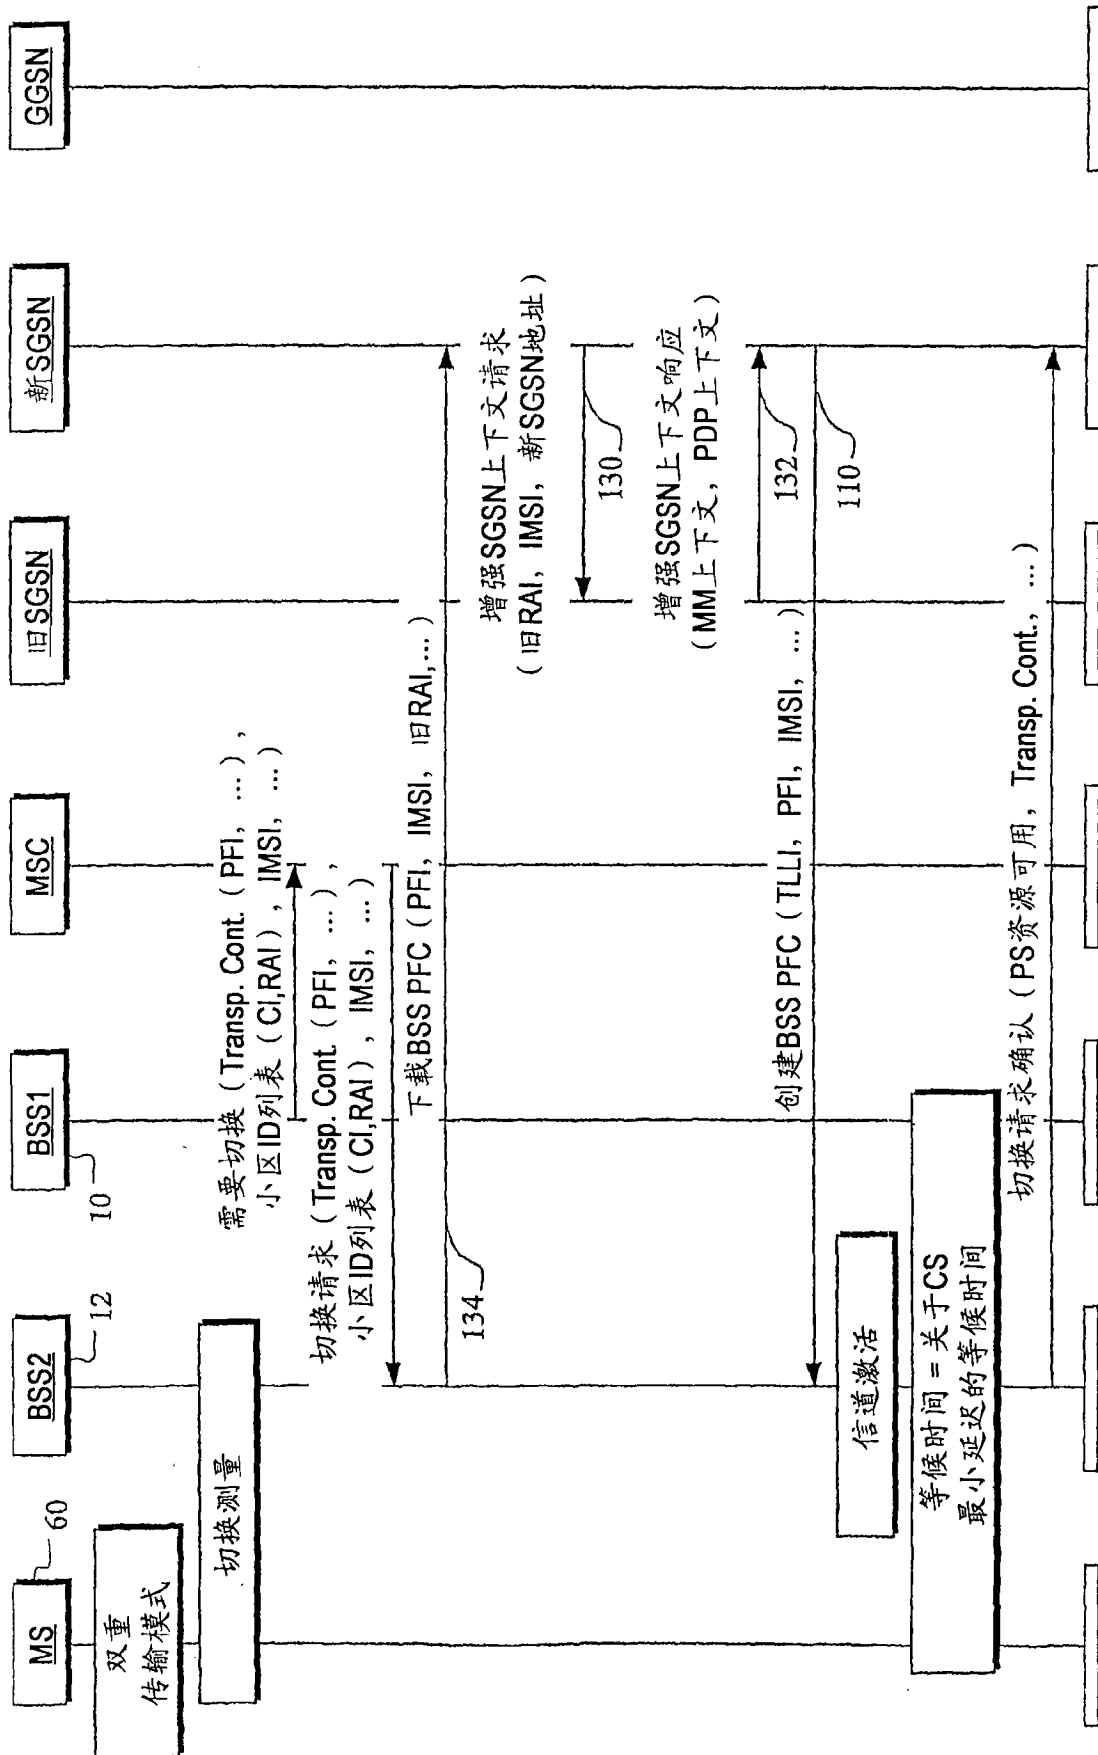 MS
60
BSS2
12
BSS1
10
MSC
旧SGSN
新SGSN
GGSN
双重
传输模式
切换测量
需要切换（Transp. Cont.（PFI, …），
小区ID列表（CI,RAI），IMSI, …）
切换请求（Transp. Cont.（PFI, …），
小区ID列表（CI,RAI），IMSI, …）
下载BSS PFC（PFI, IMSI, 旧RAI,…）
134
增强SGSN上下文请求
（旧RAI, IMSI, 新SGSN地址）
130
增强SGSN上下文响应
（MM上下文, PDP上下文）
132
创建BSS PFC（TLLI, PFI, IMSI, …）
110
信道激活
等候时间 = 关于CS
最小延迟的等候时间
切换请求确认（PS资源可用, Transp. Cont., …）